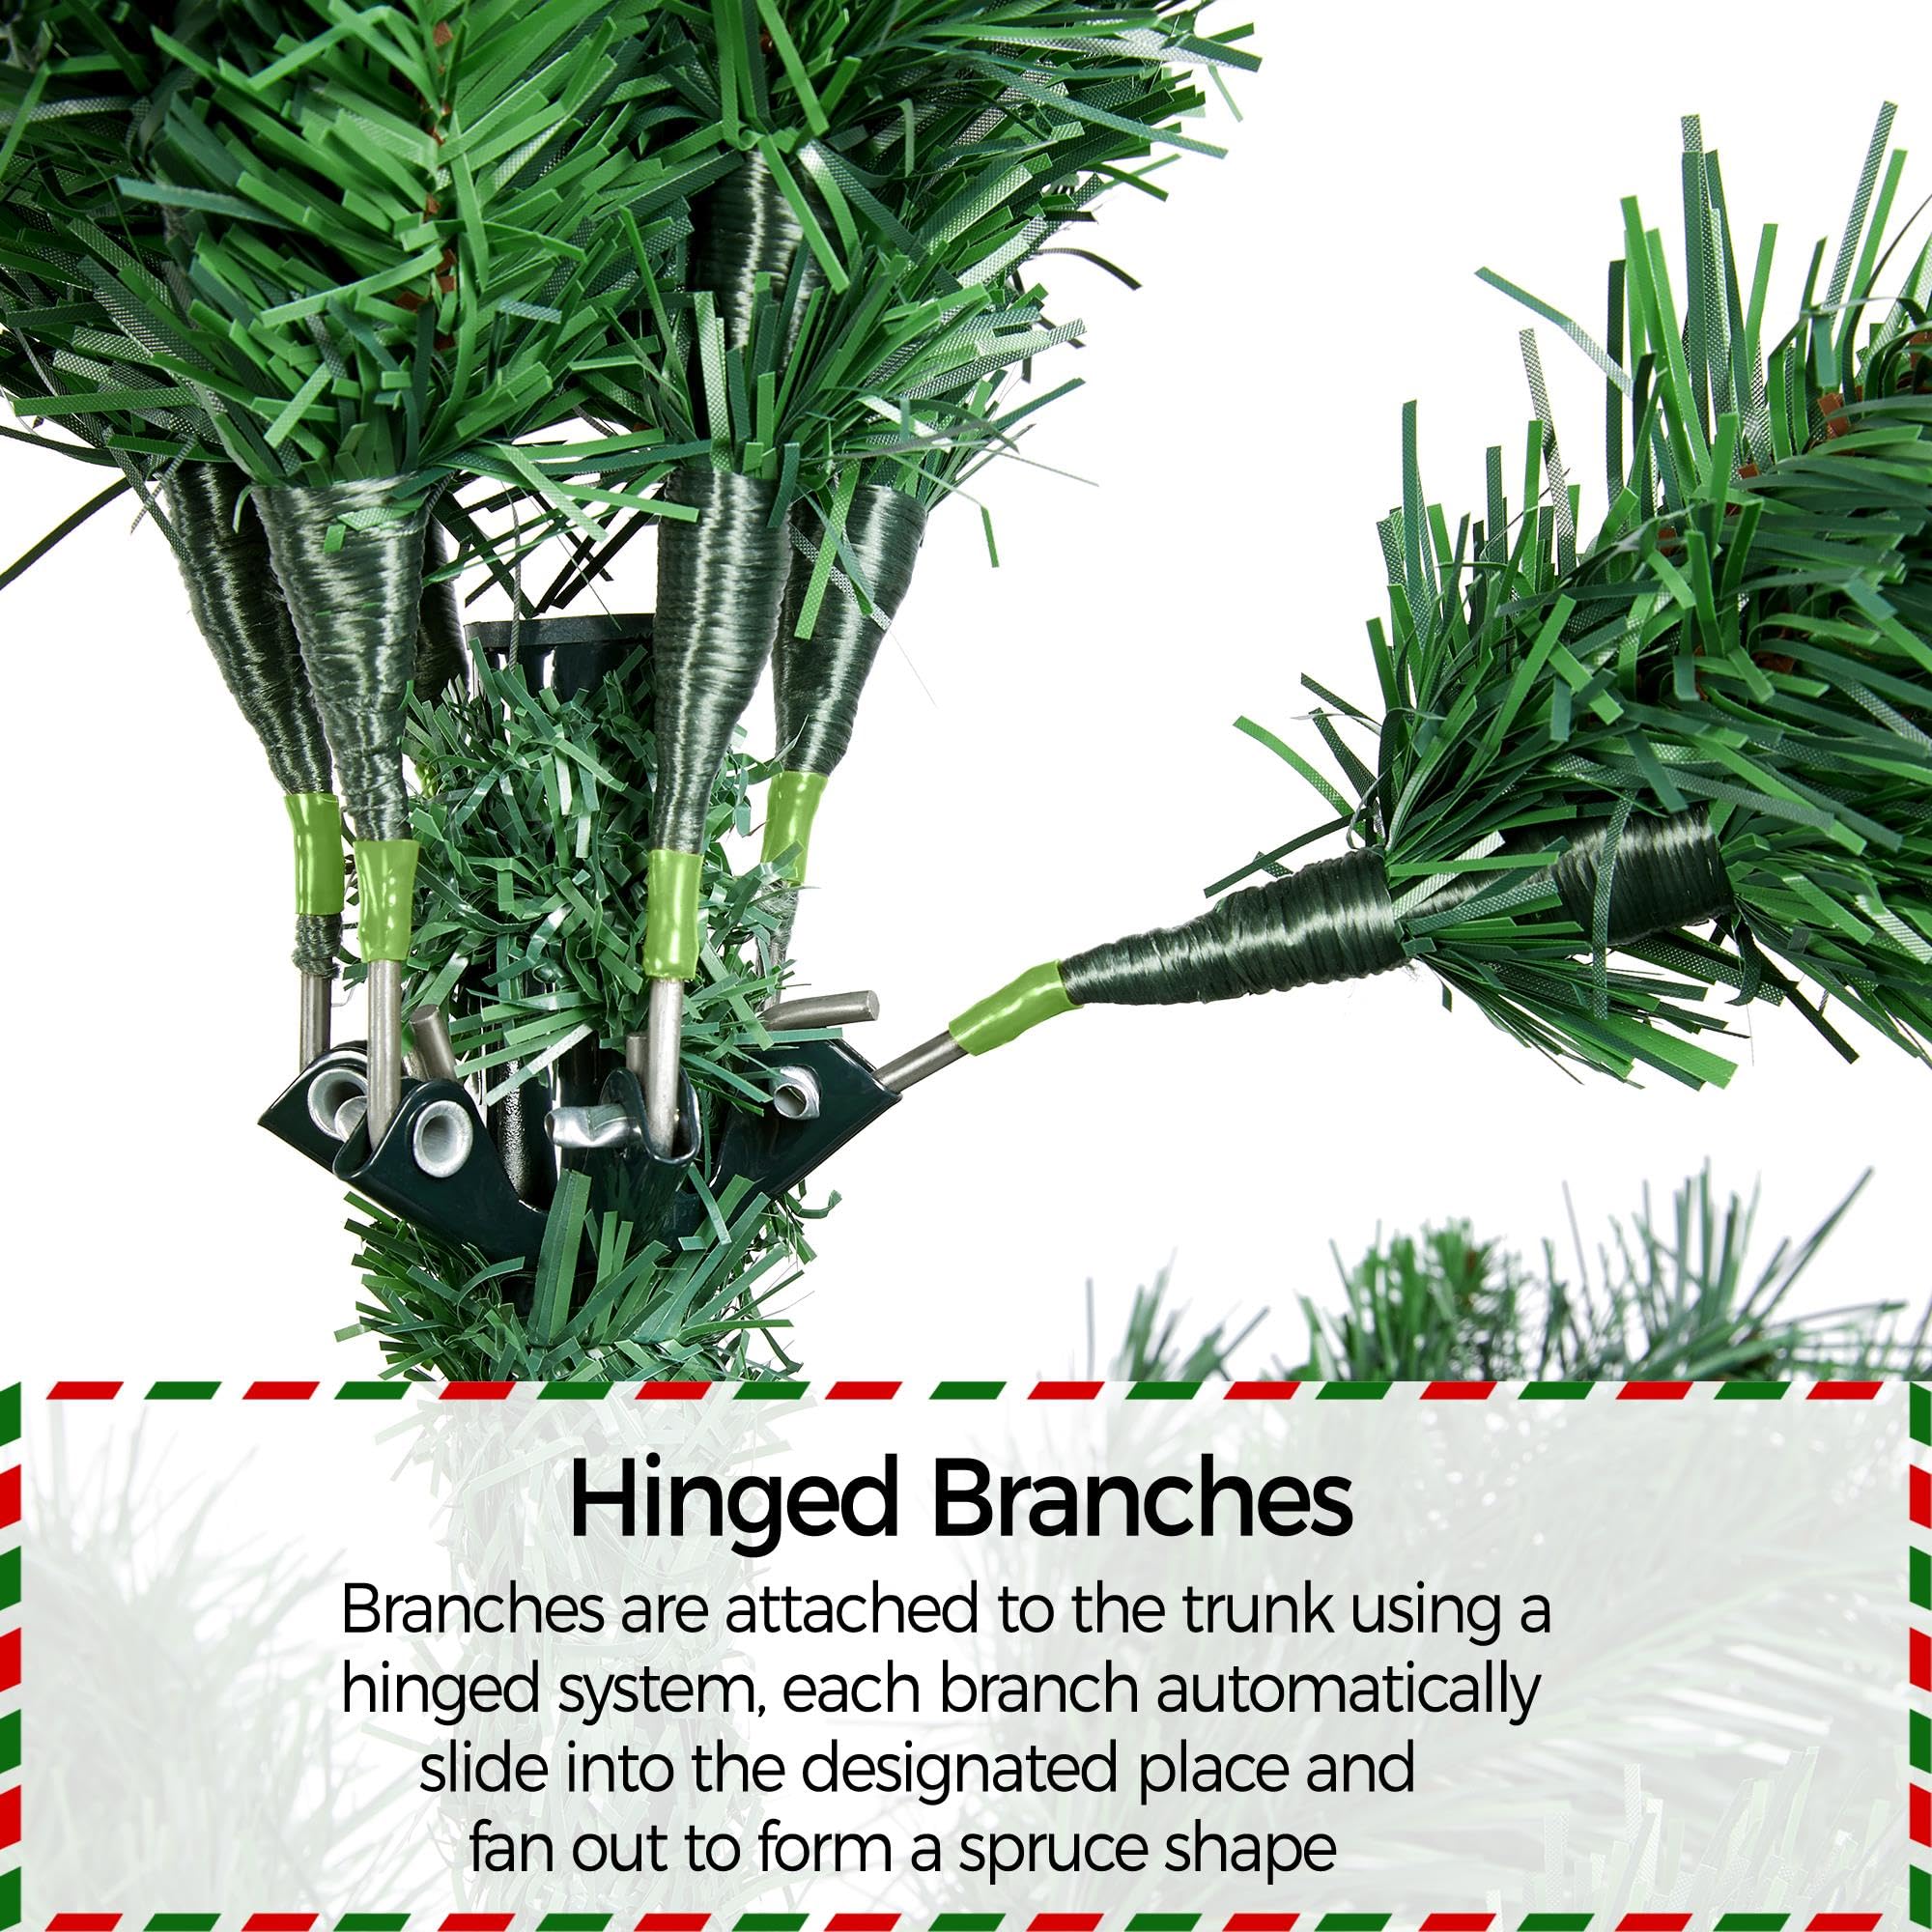 Hinged Branches
Branches are attached to the trunk using a
hinged system, each branch automatically
slide into the designated place and
fan out to form a spruce shape